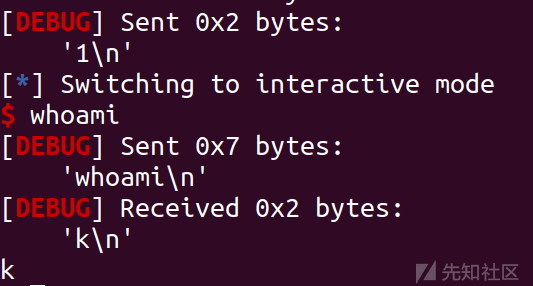 [DEBUG] Sent 0x2 bytes:
    '1\n'
[*] Switching to interactive mode
$ whoami
[DEBUG] Sent 0x7 bytes:
    'whoami\n'
[DEBUG] Received 0x2 bytes:
    'k\n'
k
先知社区